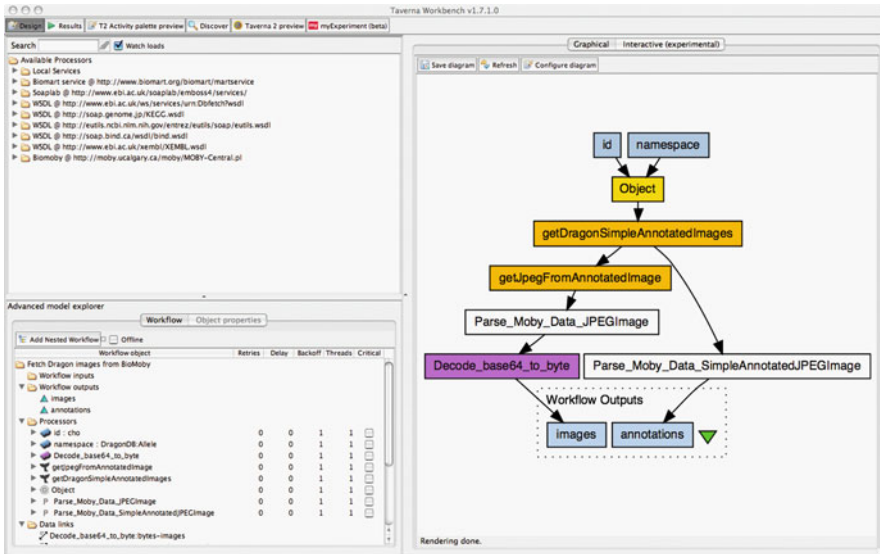 Taverna Workbench v1.7.1.0
Design Results T2 Activity palette preview Discover Taverna 2 preview myExperiment (beta)
Search Watch loads
Available Processors
Local Services
Biomart service @ http://www.biomart.org/biomart/martservice
Soaplab @ http://www.ebi.ac.uk/soaplab/emboss4/services/
WSDL @ http://www.ebi.ac.uk/ws/services/urn:Dbfetch?wsdl
WSDL @ http://soap.genome.jp/KEGG.wsdl
WSDL @ http://eutils.ncbi.nlm.nih.gov/entrez/eutils/soap/eutils.wsdl
WSDL @ http://soap.bind.ca/wsdl/bind.wsdl
WSDL @ http://www.ebi.ac.uk/xembl/XEMBL.wsdl
Biomoby @ http://moby.ucalgary.ca/moby/MOBY-Central.pl
Advanced model explorer
Workflow Object properties
Add Nested Workflow Offline
Workflow object Retries Delay Backoff Threads Critical
Fetch Dragon images from BioMoby
Workflow inputs
Workflow outputs
images
annotations
Processors
id : cho 0 0 1 1
namespace : DragonDB:Allele 0 0 1 1
Decode_base64_to_byte 0 0 1 1
getJpegFromAnnotatedImage 0 0 1 1
getDragonSimpleAnnotatedImages 0 0 1 1
Object 0 0 1 1
P Parse_Moby_Data_JPEGImage 0 0 1 1
P Parse_Moby_Data_SimpleAnnotatedJPEGImage 0 0 1 1
Data links
Decode_base64_to_byte:bytes-images
Graphical Interactive (experimental)
Save diagram Refresh Configure diagram
id namespace
Object
getDragonSimpleAnnotatedImages
getJpegFromAnnotatedImage
Parse_Moby_Data_JPEGImage
Decode_base64_to_byte Parse_Moby_Data_SimpleAnnotatedJPEGImage
Workflow Outputs
images annotations
Rendering done.